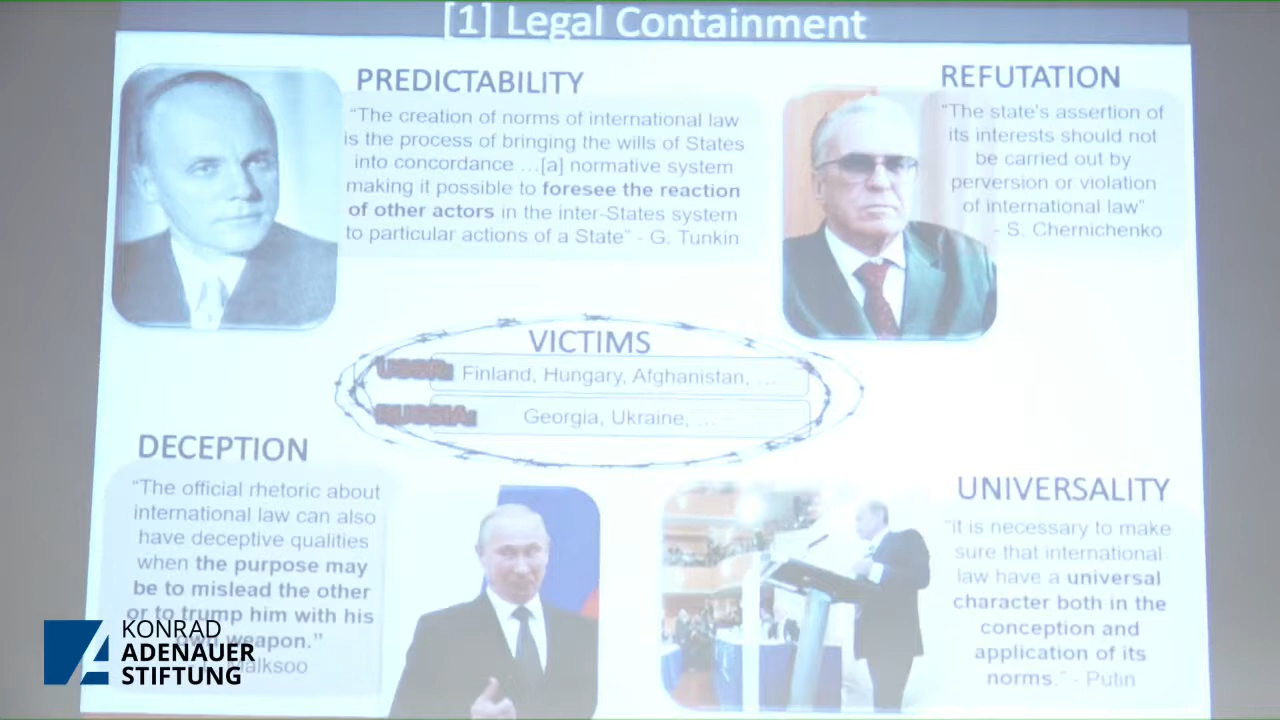 [1] Legal Containment
PREDICTABILITY
“The creation of norms of international law
is the process of bringing the wills of States
into concordance …[a] normative system
making it possible to foresee the reaction
of other actors in the inter-States system
to particular actions of a State” - G. Tunkin
REFUTATION
“The state's assertion of
its interests should not
be carried out by
perversion or violation
of international law”
- S. Chernichenko
VICTIMS
USSR: Finland, Hungary, Afghanistan, …
RUSSIA: Georgia, Ukraine, …
DECEPTION
“The official rhetoric about
international law can also
have deceptive qualities
when the purpose may
be to mislead the other
or to trump him with his
own weapon.”
Malksoo
UNIVERSALITY
“it is necessary to make
sure that international
law have a universal
character both in the
conception and
application of its
norms.” - Putin
KONRAD
ADENAUER
STIFTUNG